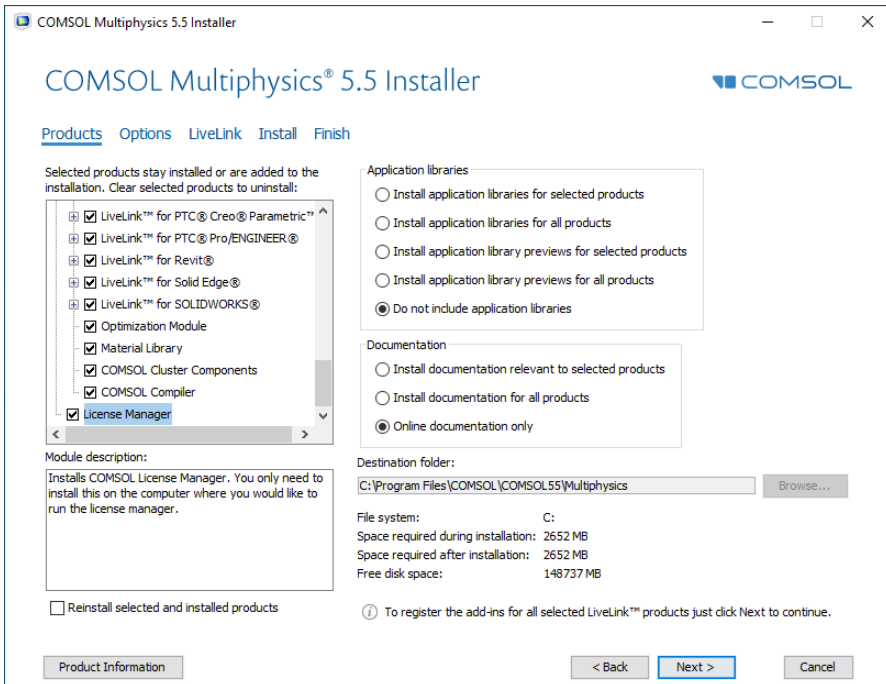 COMSOL Multiphysics 5.5 Installer
COMSOL Multiphysics® 5.5 Installer
COMSOL
Products Options LiveLink Install Finish
Selected products stay installed or are added to the
installation. Clear selected products to uninstall:
LiveLink™ for PTC® Creo® Parametric™
LiveLink™ for PTC® Pro/ENGINEER®
LiveLink™ for Revit®
LiveLink™ for Solid Edge®
LiveLink™ for SOLIDWORKS®
Optimization Module
Material Library
COMSOL Cluster Components
COMSOL Compiler
License Manager
Module description:
Installs COMSOL License Manager. You only need to
install this on the computer where you would like to
run the license manager.
Reinstall selected and installed products
Application libraries
Install application libraries for selected products
Install application libraries for all products
Install application library previews for selected products
Install application library previews for all products
Do not include application libraries
Documentation
Install documentation relevant to selected products
Install documentation for all products
Online documentation only
Destination folder:
C:\Program Files\COMSOL\COMSOL55\Multiphysics
Browse...
File system: C:
Space required during installation: 2652 MB
Space required after installation: 2652 MB
Free disk space: 148737 MB
To register the add-ins for all selected LiveLink™ products just click Next to continue.
Product Information
< Back
Next >
Cancel